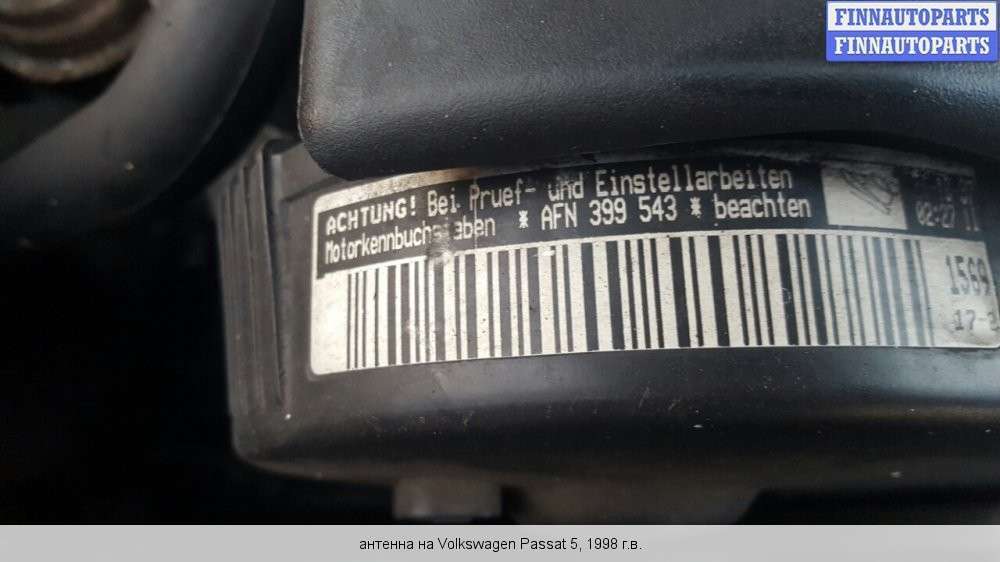 FINNAUTOPARTS
FINNAUTOPARTS
ACHTUNG! Bei Pruef- und Einstellarbeiten
Motorkennbuchstaben * AFN 399 543 * beachten
1569
антенна на Volkswagen Passat 5, 1998 г.в.